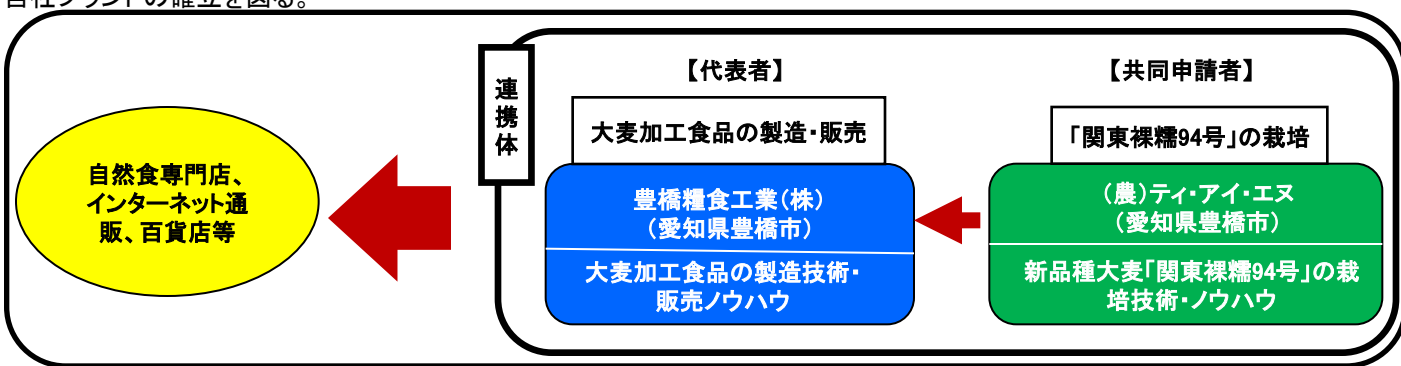 自社ブランドの確立を図る。
連携体
【代表者】
【共同申請者】
大麦加工食品の製造・販売
「関東裸糯94号」の栽培
自然食専門店、
インターネット通
販、百貨店等
豊橋糧食工業(株)
(愛知県豊橋市)
大麦加工食品の製造技術・
販売ノウハウ
(農)ティ・アイ・エヌ
(愛知県豊橋市)
新品種大麦「関東裸糯94号」の栽
培技術・ノウハウ